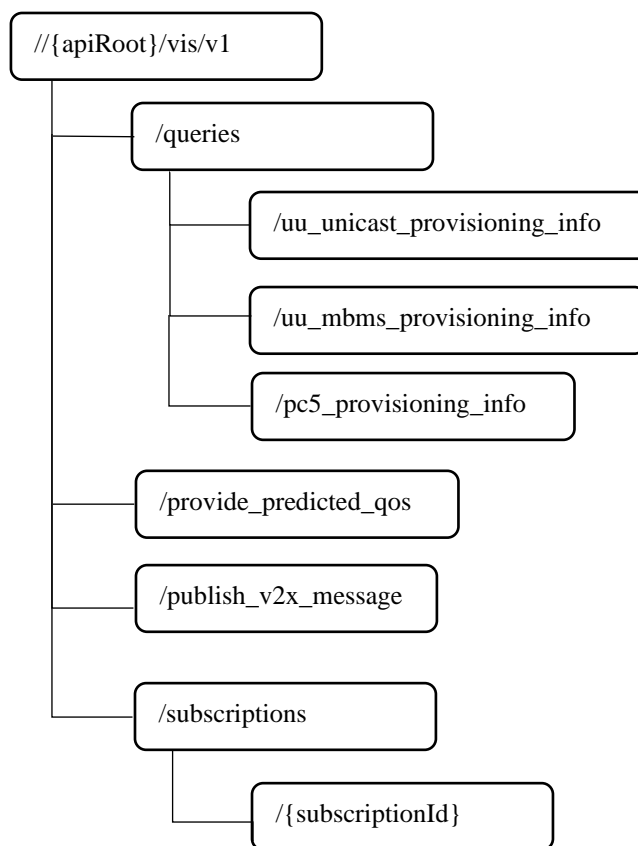 //{apiRoot}/vis/v1
/queries
/uu_unicast_provisioning_info
/uu_mbms_provisioning_info
/pc5_provisioning_info
/provide_predicted_qos
/publish_v2x_message
/subscriptions
/{subscriptionId}